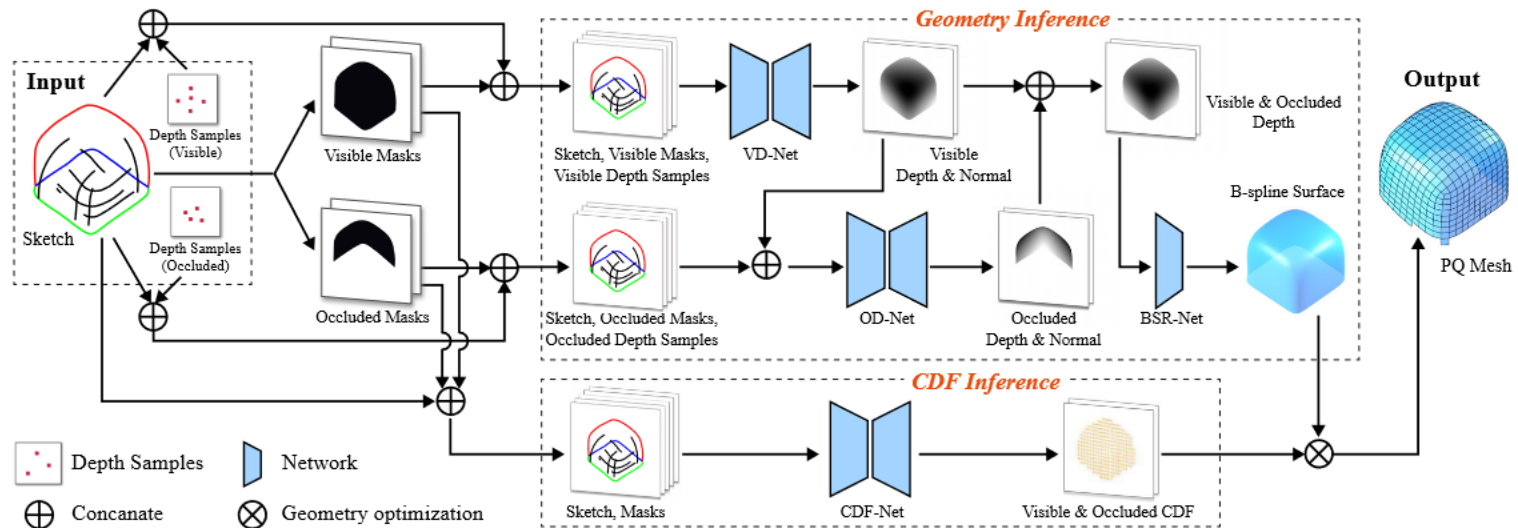 Geometry Inference
Input
Depth Samples
(Visible)
Sketch
Depth Samples
(Occluded)
Visible Masks
Occluded Masks
Sketch, Visible Masks,
Visible Depth Samples
VD-Net
Visible
Depth & Normal
Visible & Occluded
Depth
Sketch, Occluded Masks,
Occluded Depth Samples
OD-Net
Occluded
Depth & Normal
BSR-Net
B-spline Surface
Output
PQ Mesh
CDF Inference
Sketch, Masks
CDF-Net
Visible & Occluded CDF
Depth Samples
Network
Concanate
Geometry optimization